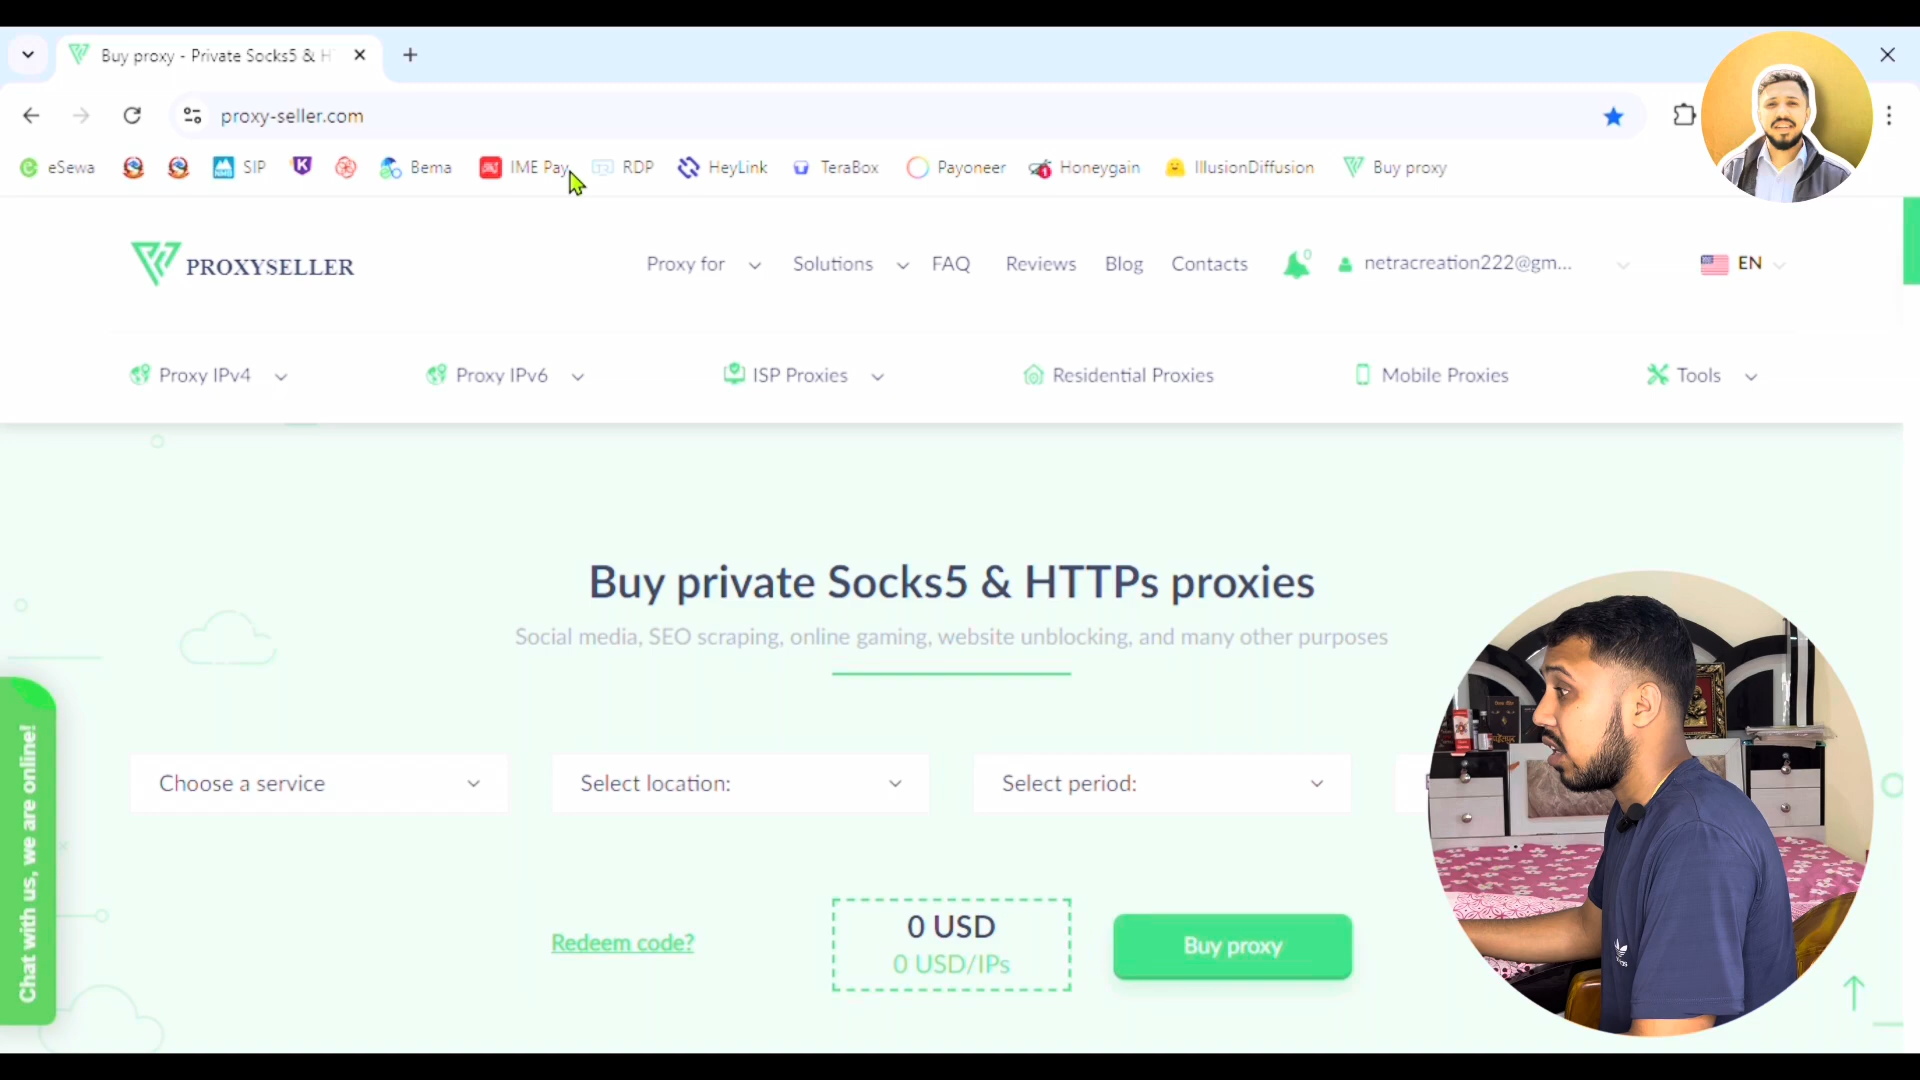 Buy proxy - Private Socks5 & H
proxy-seller.com
eSewa
SIP
Bema
IME Pay
RDP
HeyLink
TeraBox
Payoneer
Honeygain
IllusionDiffusion
Buy proxy
PROXYSELLER
Proxy for
Solutions
FAQ
Reviews
Blog
Contacts
0
netracreation222@gm...
EN
Proxy IPv4
Proxy IPv6
ISP Proxies
Residential Proxies
Mobile Proxies
Tools
Buy private Socks5 & HTTPs proxies
Social media, SEO scraping, online gaming, website unblocking, and many other purposes
Choose a service
Select location:
Select period:
Redeem code?
0 USD
0 USD/IPs
Buy proxy
Chat with us, we are online!